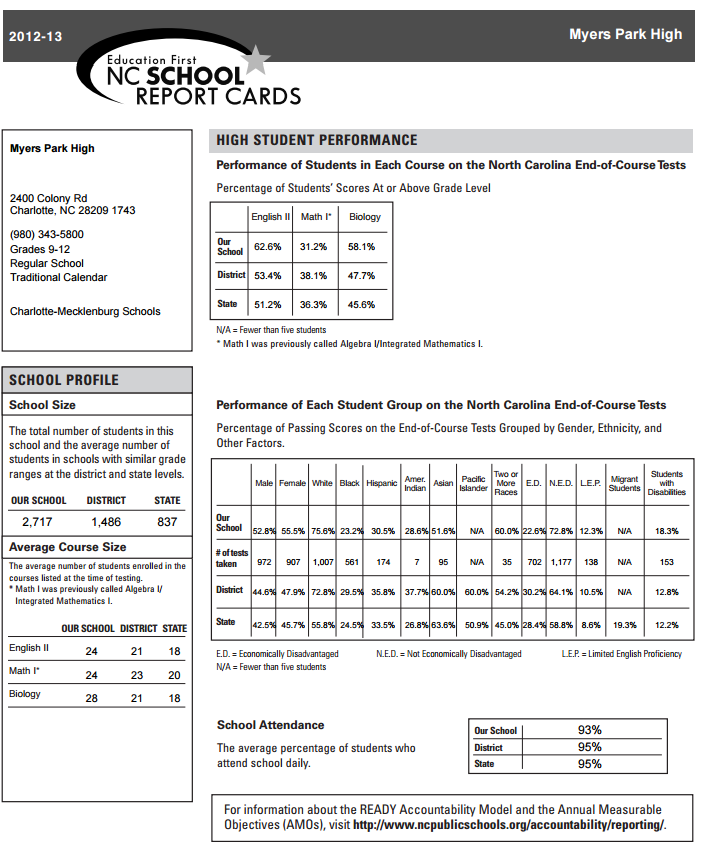 2012-13
Myers Park High
Education First
NC SCHOOL
REPORT CARDS
Myers Park High
2400 Colony Rd
Charlotte, NC 28209 1743
(980) 343-5800
Grades 9-12
Regular School
Traditional Calendar
Charlotte-Mecklenburg Schools
HIGH STUDENT PERFORMANCE
Performance of Students in Each Course on the North Carolina End-of-Course Tests
Percentage of Students' Scores At or Above Grade Level
English II Math I* Biology
Our School 62.6% 31.2% 58.1%
District 53.4% 38.1% 47.7%
State 51.2% 36.3% 45.6%
N/A = Fewer than five students
* Math I was previously called Algebra I/Integrated Mathematics I.
SCHOOL PROFILE
School Size
The total number of students in this
school and the average number of
students in schools with similar grade
ranges at the district and state levels.
OUR SCHOOL DISTRICT STATE
2,717 1,486 837
Average Course Size
The average number of students enrolled in the
courses listed at the time of testing.
* Math I was previously called Algebra I/
Integrated Mathematics I.
OUR SCHOOL DISTRICT STATE
English II 24 21 18
Math I* 24 23 20
Biology 28 21 18
Performance of Each Student Group on the North Carolina End-of-Course Tests
Percentage of Passing Scores on the End-of-Course Tests Grouped by Gender, Ethnicity, and
Other Factors.
Male Female White Black Hispanic Amer. Indian Asian Pacific Islander Two or More Races E.D. N.E.D. L.E.P. Migrant Students Students with Disabilities
Our School 52.8% 55.5% 75.6% 23.2% 30.5% 28.6% 51.6% N/A 60.0% 22.6% 72.8% 12.3% N/A 18.3%
# of tests taken 972 907 1,007 561 174 7 95 N/A 35 702 1,177 138 N/A 153
District 44.6% 47.9% 72.8% 29.5% 35.8% 37.7% 60.0% 60.0% 54.2% 30.2% 64.1% 10.5% N/A 12.8%
State 42.5% 45.7% 55.8% 24.5% 33.5% 26.8% 63.6% 50.9% 45.0% 28.4% 58.8% 8.6% 19.3% 12.2%
E.D. = Economically Disadvantaged N.E.D. = Not Economically Disadvantaged L.E.P. = Limited English Proficiency
N/A = Fewer than five students
School Attendance
The average percentage of students who
attend school daily.
Our School 93%
District 95%
State 95%
For information about the READY Accountability Model and the Annual Measurable
Objectives (AMOs), visit http://www.ncpublicschools.org/accountability/reporting/.